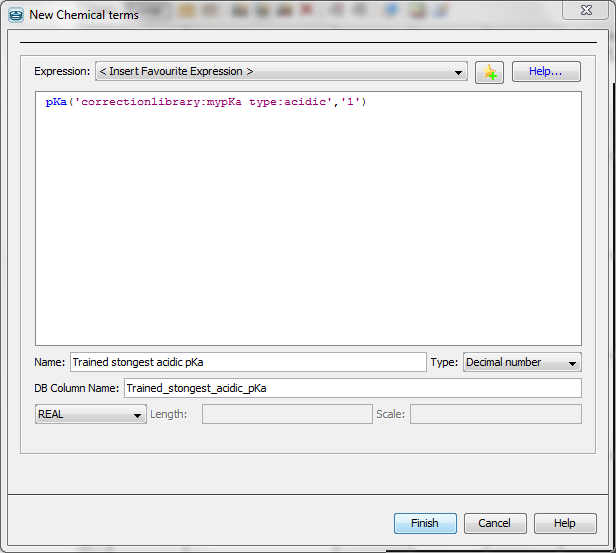 New Chemical terms
Expression: < Insert Favourite Expression > Help...
pKa('correctionlibrary:mypKa type:acidic','1')
Name: Trained stongest acidic pKa Type: Decimal number
DB Column Name: Trained_stongest_acidic_pKa
REAL Length: Scale:
Finish Cancel Help